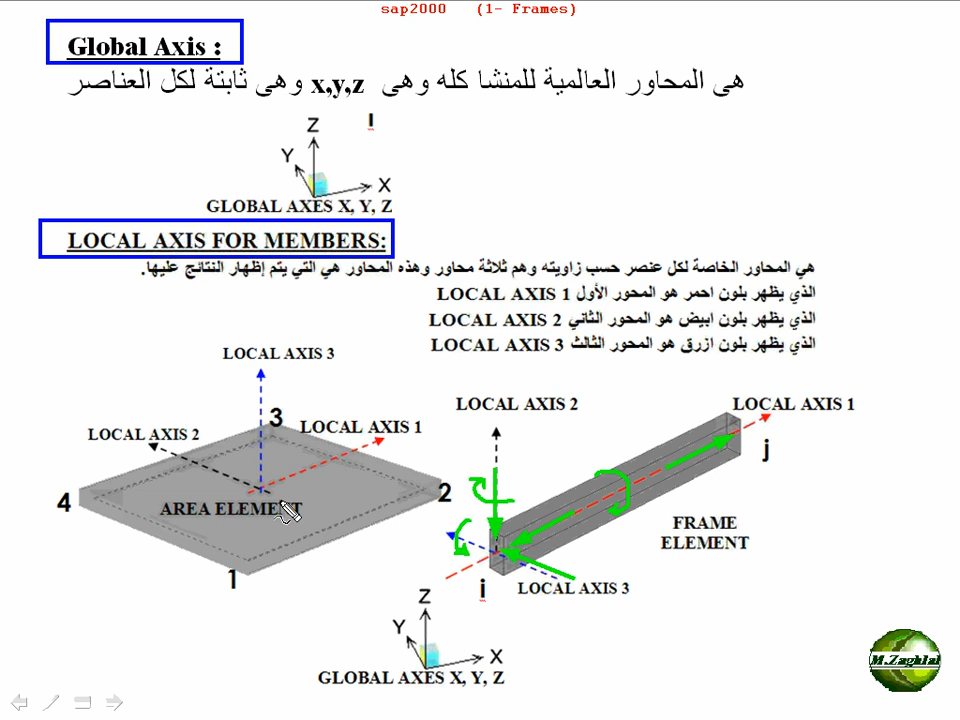 sap2000 (1- Frames)
Global Axis :
هى المحاور العالمية للمنشا كله وهى x,y,z وهى ثابتة لكل العناصر
Z
Y
X
GLOBAL AXES X, Y, Z
LOCAL AXIS FOR MEMBERS:
هي المحاور الخاصة لكل عنصر حسب زاويته وهم ثلاثة محاور وهذه المحاور هي التي يتم إظهار النتائج عليها.
الذي يظهر بلون احمر هو المحور الأول LOCAL AXIS 1
الذي يظهر بلون ابيض هو المحور الثاني LOCAL AXIS 2
الذي يظهر بلون ازرق هو المحور الثالث LOCAL AXIS 3
LOCAL AXIS 3
LOCAL AXIS 1
LOCAL AXIS 2
3
4
2
1
AREA ELEMENT
LOCAL AXIS 2
LOCAL AXIS 1
j
FRAME
ELEMENT
i
LOCAL AXIS 3
Z
Y
X
GLOBAL AXES X, Y, Z
M.Zaghlal